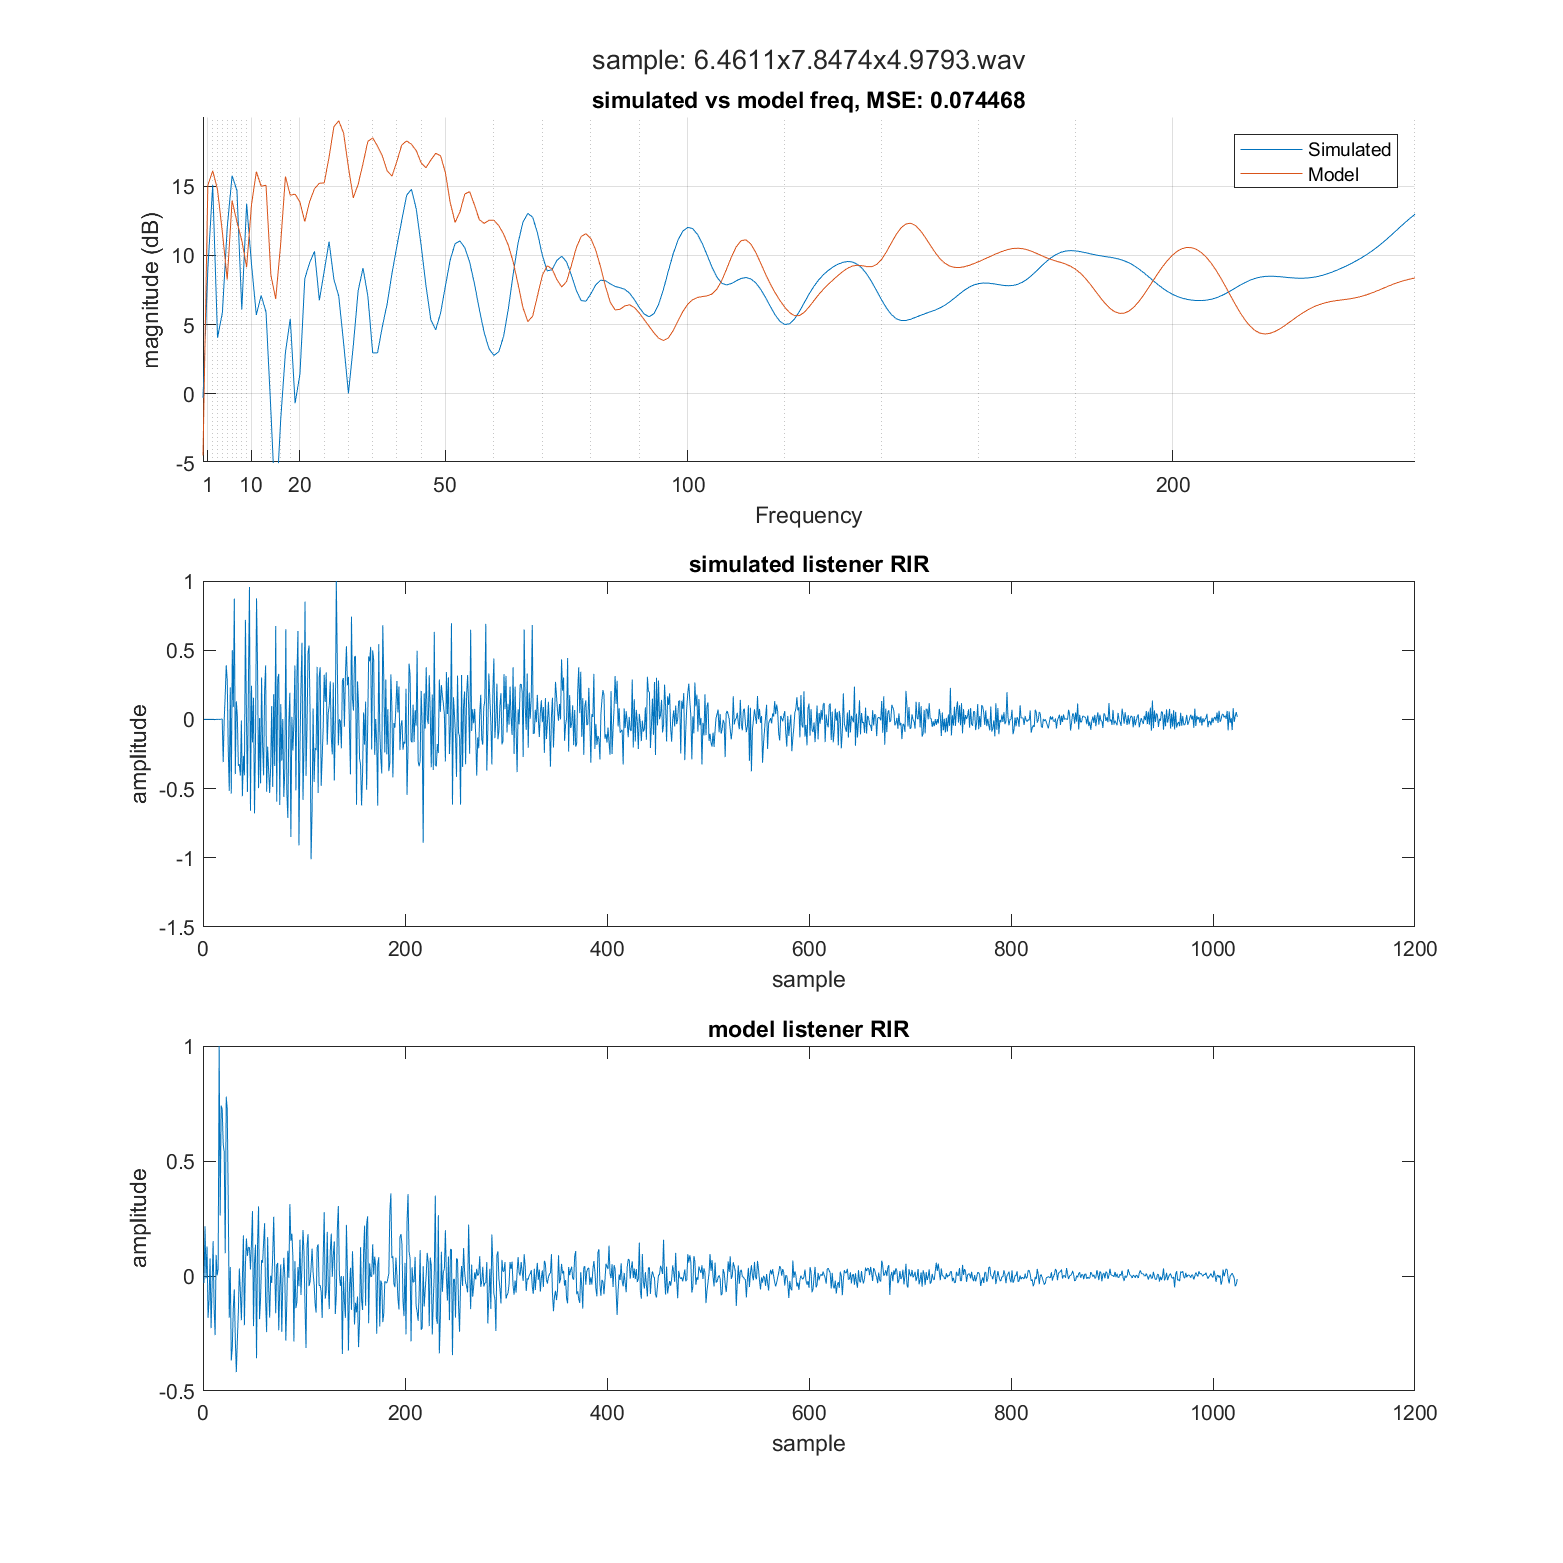 sample: 6.4611x7.8474x4.9793.wav
simulated vs model freq, MSE: 0.074468
Simulated
Model
magnitude (dB)
15
10
5
0
-5
1 10 20 50 100 200
Frequency
simulated listener RIR
amplitude
1
0.5
0
-0.5
-1
-1.5
0 200 400 600 800 1000 1200
sample
model listener RIR
amplitude
1
0.5
0
-0.5
0 200 400 600 800 1000 1200
sample